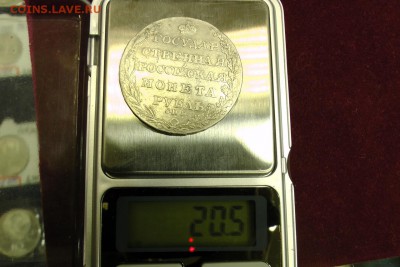 COINS.LAVE.RU
ГОСУДАР
СТВЕННАЯ
РОССІЙСКАЯ
МОНЕТА
РУБЛЬ
20.5